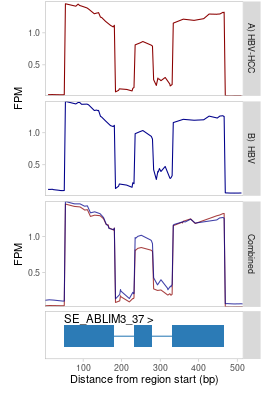 FPM
1.0
0.5
A) HBV-HCC
1.0
0.5
B) HBV
FPM
1.0
0.5
Combined
SE_ABLIM3_37 >
100 200 300 400 500
Distance from region start (bp)